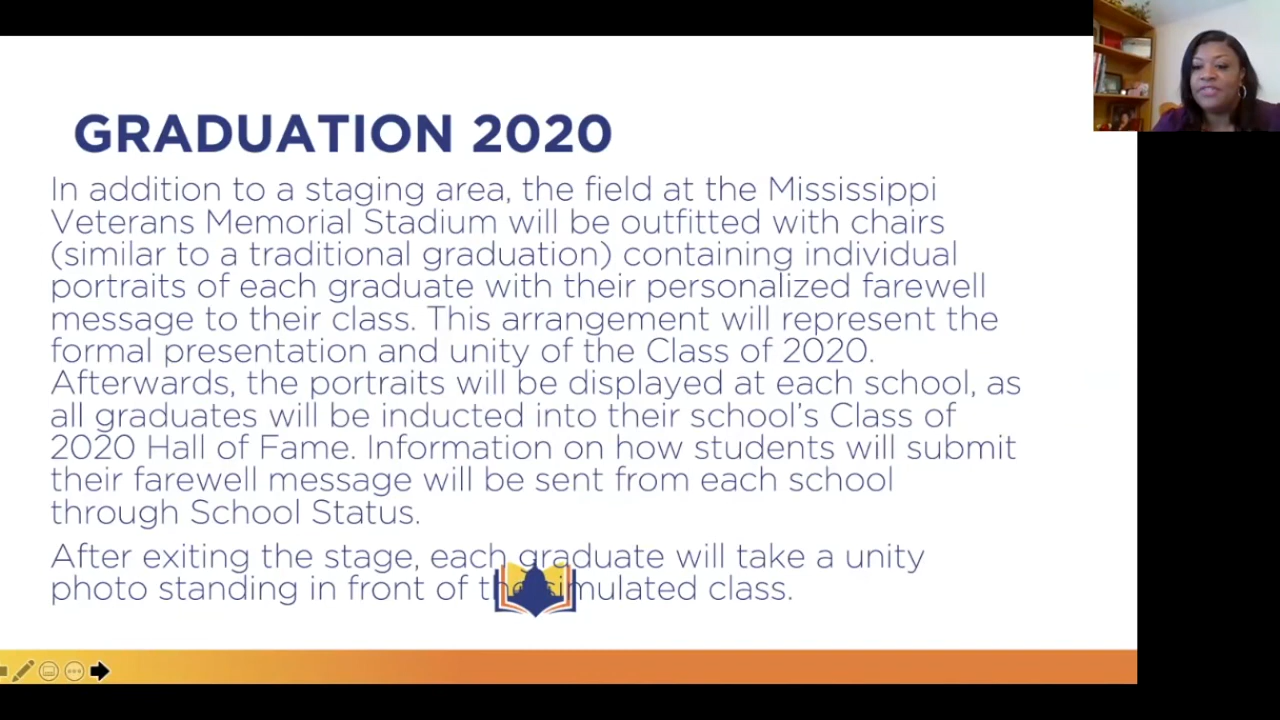 GRADUATION 2020
In addition to a staging area, the field at the Mississippi
Veterans Memorial Stadium will be outfitted with chairs
(similar to a traditional graduation) containing individual
portraits of each graduate with their personalized farewell
message to their class. This arrangement will represent the
formal presentation and unity of the Class of 2020.
Afterwards, the portraits will be displayed at each school, as
all graduates will be inducted into their school's Class of
2020 Hall of Fame. Information on how students will submit
their farewell message will be sent from each school
through School Status.
After exiting the stage, each graduate will take a unity
photo standing in front of the simulated class.